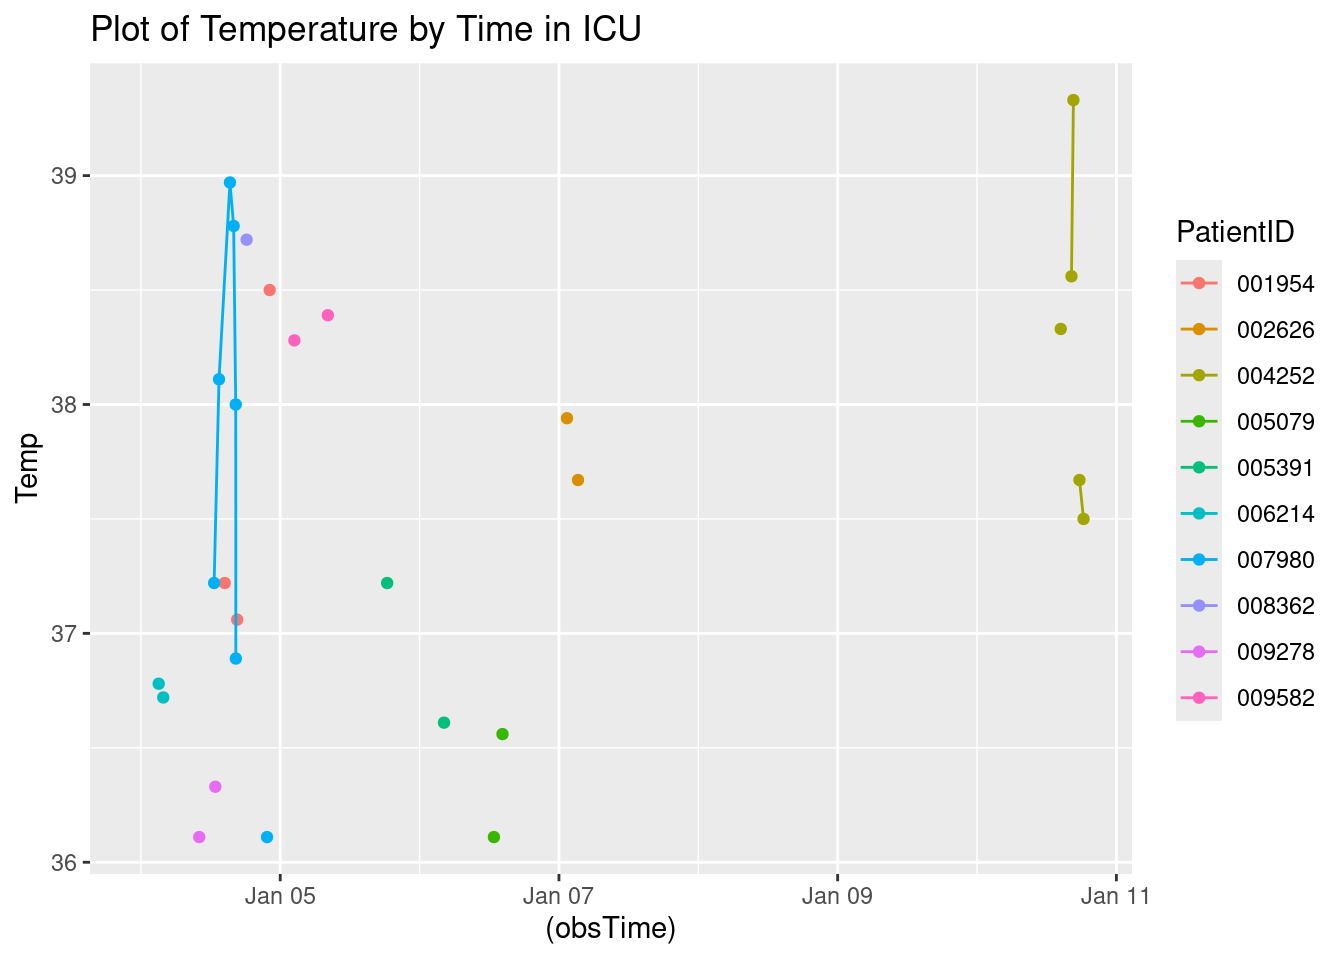 Plot of Temperature by Time in ICU
39
38
37
36
Temp
Jan 05
Jan 07
Jan 09
Jan 11
(obsTime)
PatientID
001954
002626
004252
005079
005391
006214
007980
008362
009278
009582